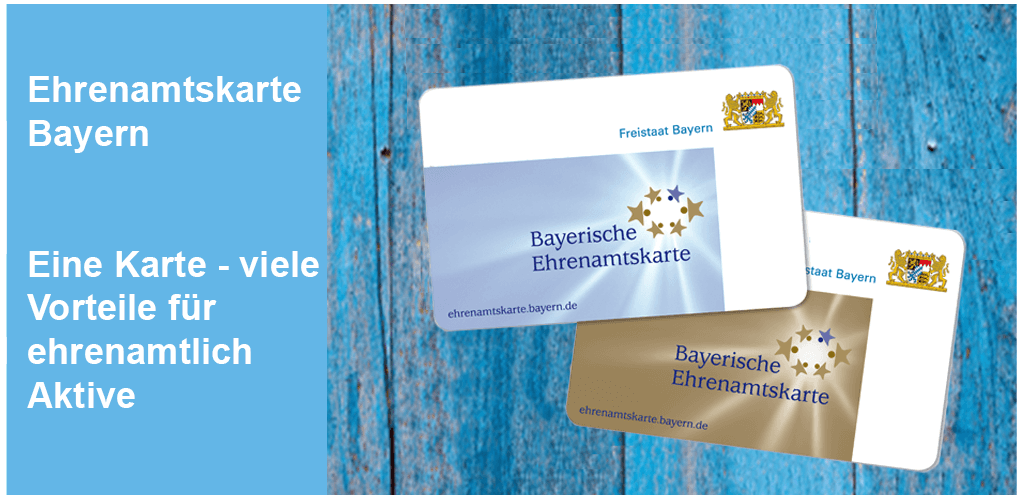 Ehrenamtskarte
Bayern
Eine Karte - viele
Vorteile für
ehrenamtlich
Aktive
Freistaat Bayern
Bayerische
Ehrenamtskarte
ehrenamtskarte.bayern.de
staat Bayern
Bayerische
Ehrenamtskarte
ehrenamtskarte.bayern.de